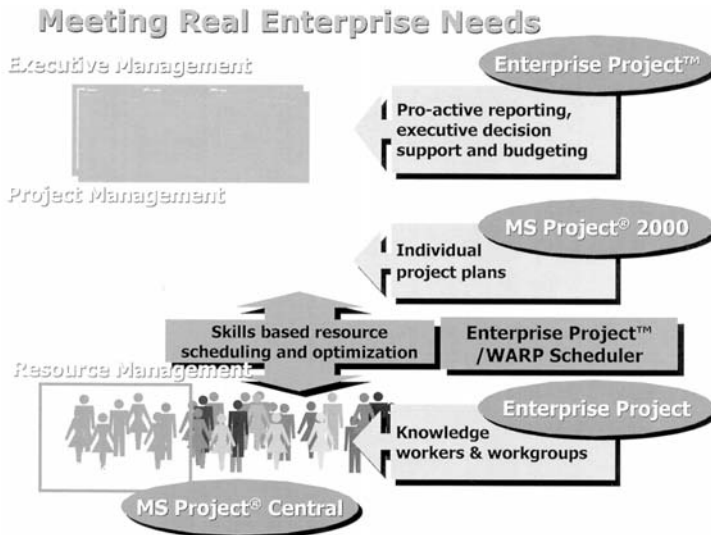 Meeting Real Enterprise Needs
Executive Management
Enterprise Project™
Pro-active reporting,
executive decision
support and budgeting
Project Management
MS Project® 2000
Individual
project plans
Skills based resource
scheduling and optimization
Enterprise Project™
/WARP Scheduler
Resource Management
Enterprise Project
Knowledge
workers & workgroups
MS Project® Central